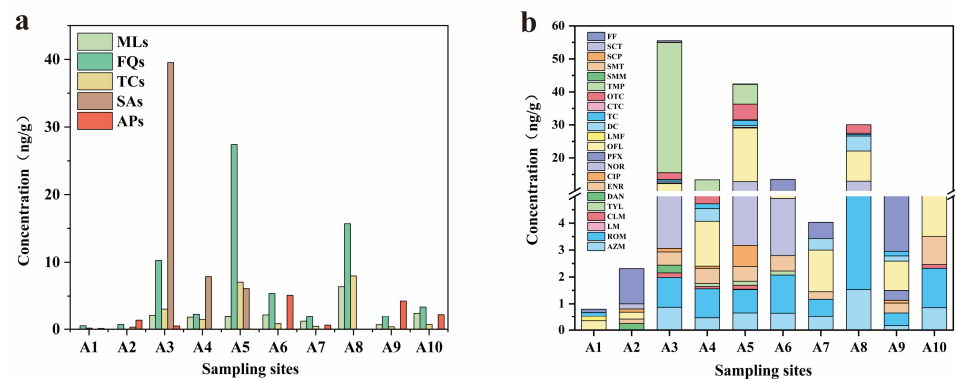 a
MLs
FQs
TCs
SAs
APs
40
30
20
10
0
Concentration（ng/g）
A1 A2 A3 A4 A5 A6 A7 A8 A9 A10
Sampling sites
b
FF
SCT
SCP
SMT
SMM
TMP
OTC
CTC
TC
DC
LMF
OFL
PFX
NOR
CIP
ENR
DAN
TYL
CLM
LM
ROM
AZM
60
50
40
30
20
4
3
2
1
0
Concentration（ng/g）
A1 A2 A3 A4 A5 A6 A7 A8 A9 A10
Sampling sites